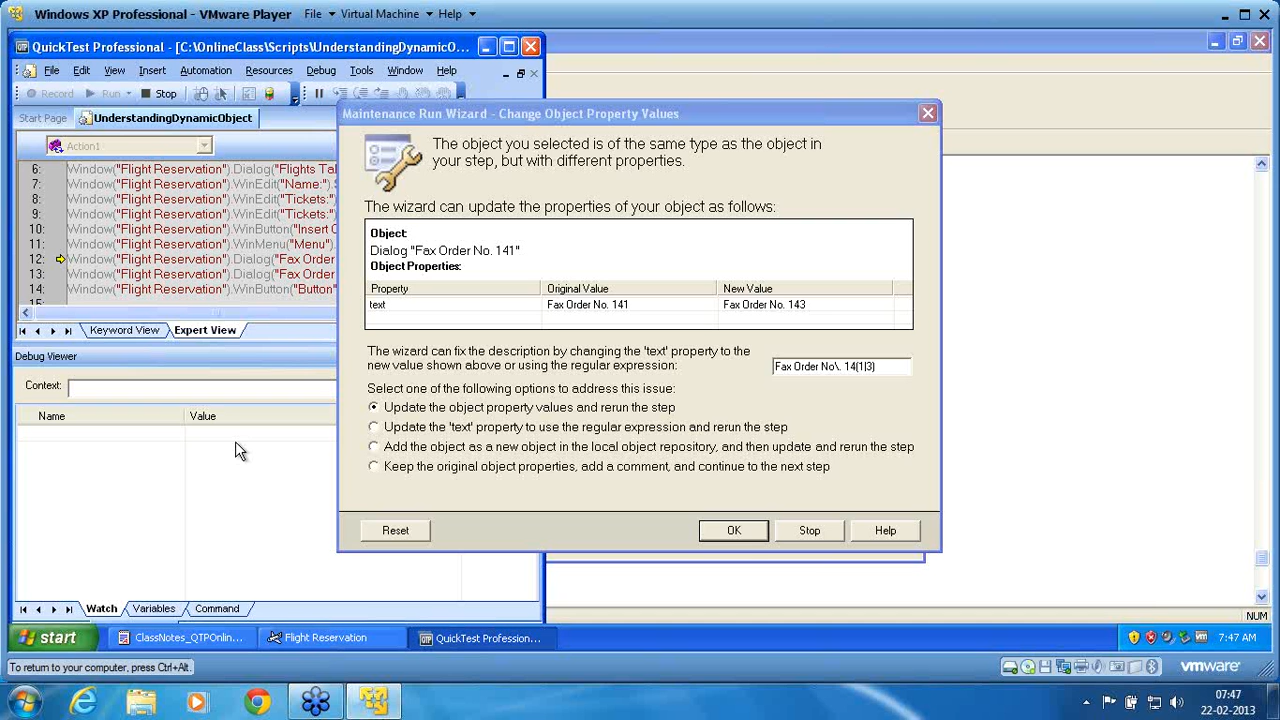 Windows XP Professional - VMware Player File Virtual Machine Help
QuickTest Professional - [C:\OnlineClass\Scripts\UnderstandingDynamicO...
File Edit View Insert Automation Resources Debug Tools Window Help
Record Run Stop
Start Page UnderstandingDynamicObject
Action1
6: Window("Flight Reservation").Dialog("Flights Tal
7: Window("Flight Reservation").WinEdit("Name:").
8: Window("Flight Reservation").WinEdit("Tickets:"
9: Window("Flight Reservation").WinEdit("Tickets:"
10: Window("Flight Reservation").WinButton("Insert C
11: Window("Flight Reservation").WinMenu("Menu").
12: Window("Flight Reservation").Dialog("Fax Order
13: Window("Flight Reservation").Dialog("Fax Order
14: Window("Flight Reservation").WinButton("Button"
15
Keyword View Expert View
Debug Viewer
Context:
Name Value
Watch Variables Command
Maintenance Run Wizard - Change Object Property Values
The object you selected is of the same type as the object in
your step, but with different properties.
The wizard can update the properties of your object as follows:
Object:
Dialog "Fax Order No. 141"
Object Properties:
Property Original Value New Value
text Fax Order No. 141 Fax Order No. 143
The wizard can fix the description by changing the 'text' property to the
new value shown above or using the regular expression: Fax Order No\. 14(1|3)
Select one of the following options to address this issue:
Update the object property values and rerun the step
Update the 'text' property to use the regular expression and rerun the step
Add the object as a new object in the local object repository, and then update and rerun the step
Keep the original object properties, add a comment, and continue to the next step
Reset OK Stop Help
NUM
start ClassNotes_QTPOnlin... Flight Reservation QuickTest Profession... 7:47 AM
To return to your computer, press Ctrl+Alt. vmware
07:47
22-02-2013